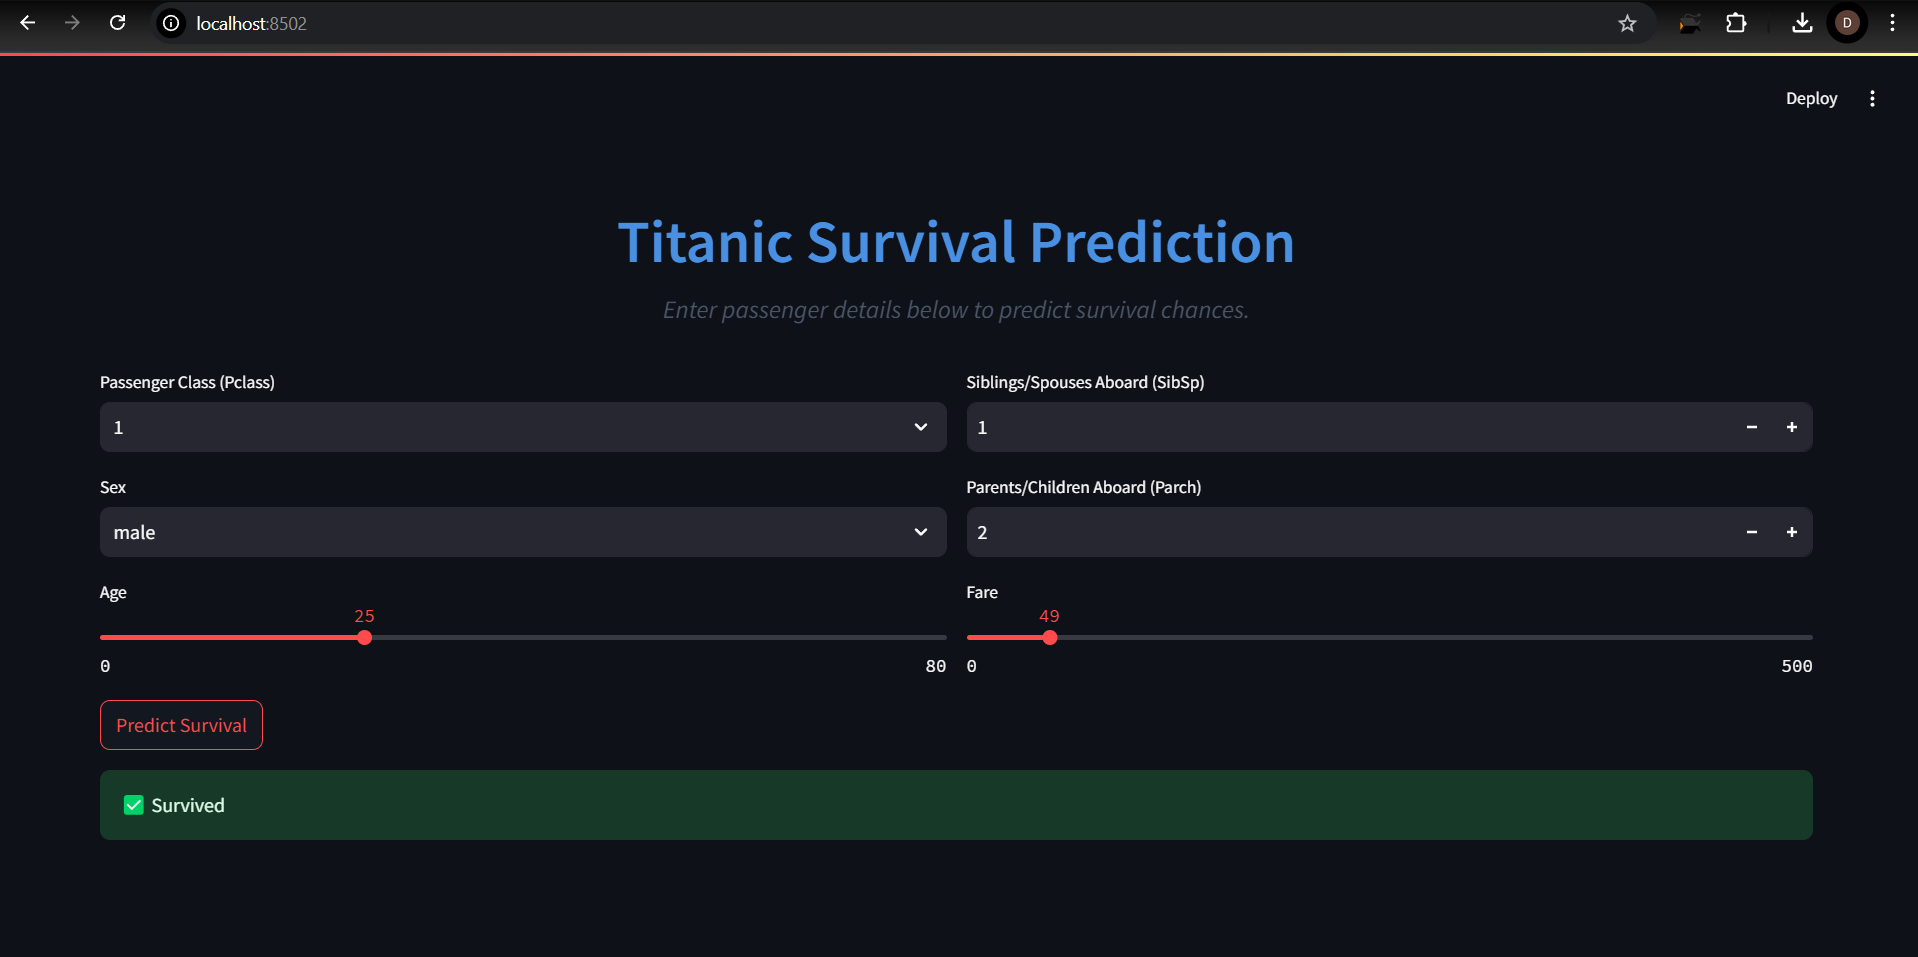 localhost:8502
D
Deploy
Titanic Survival Prediction
Enter passenger details below to predict survival chances.
Passenger Class (Pclass)
1
Sex
male
Age
25
0 80
Siblings/Spouses Aboard (SibSp)
1
Parents/Children Aboard (Parch)
2
Fare
49
0 500
Predict Survival
Survived